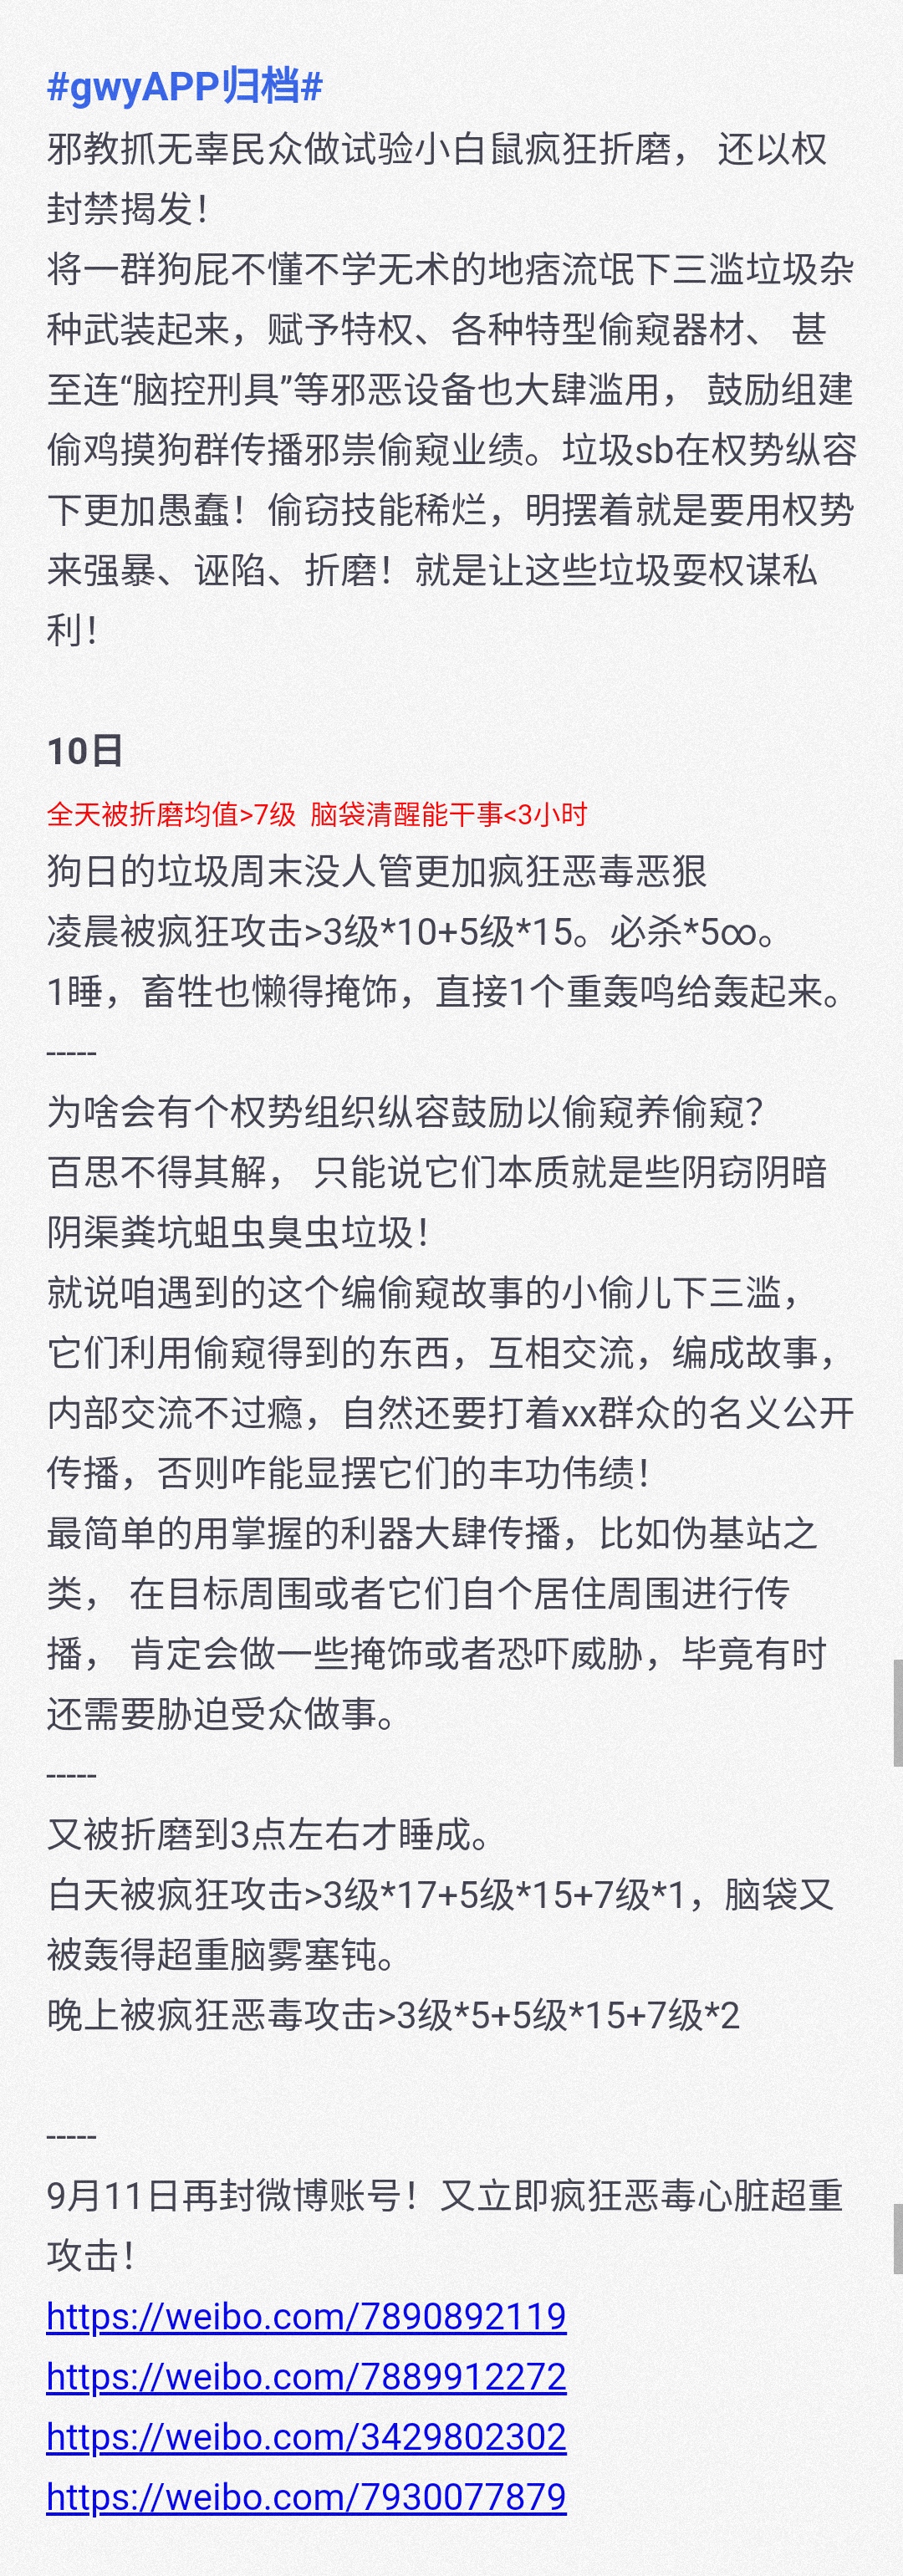 #gwyAPP归档#
邪教抓无辜民众做试验小白鼠疯狂折磨， 还以权
封禁揭发！
将一群狗屁不懂不学无术的地痞流氓下三滥垃圾杂
种武装起来，赋予特权、各种特型偷窥器材、 甚
至连“脑控刑具”等邪恶设备也大肆滥用， 鼓励组建
偷鸡摸狗群传播邪祟偷窥业绩。垃圾sb在权势纵容
下更加愚蠢！偷窃技能稀烂，明摆着就是要用权势
来强暴、诬陷、折磨！就是让这些垃圾耍权谋私
利！
10日
全天被折磨均值>7级  脑袋清醒能干事<3小时
狗日的垃圾周末没人管更加疯狂恶毒恶狠
凌晨被疯狂攻击>3级*10+5级*15。必杀*5∞。
1睡，畜牲也懒得掩饰，直接1个重轰鸣给轰起来。
-----
为啥会有个权势组织纵容鼓励以偷窥养偷窥？
百思不得其解， 只能说它们本质就是些阴窃阴暗
阴渠粪坑蛆虫臭虫垃圾！
就说咱遇到的这个编偷窥故事的小偷儿下三滥，
它们利用偷窥得到的东西，互相交流，编成故事，
内部交流不过瘾，自然还要打着xx群众的名义公开
传播，否则咋能显摆它们的丰功伟绩！
最简单的用掌握的利器大肆传播，比如伪基站之
类， 在目标周围或者它们自个居住周围进行传
播， 肯定会做一些掩饰或者恐吓威胁，毕竟有时
还需要胁迫受众做事。
-----
又被折磨到3点左右才睡成。
白天被疯狂攻击>3级*17+5级*15+7级*1，脑袋又
被轰得超重脑雾塞钝。
晚上被疯狂恶毒攻击>3级*5+5级*15+7级*2
-----
9月11日再封微博账号！又立即疯狂恶毒心脏超重
攻击！
https://weibo.com/7890892119
https://weibo.com/7889912272
https://weibo.com/3429802302
https://weibo.com/7930077879